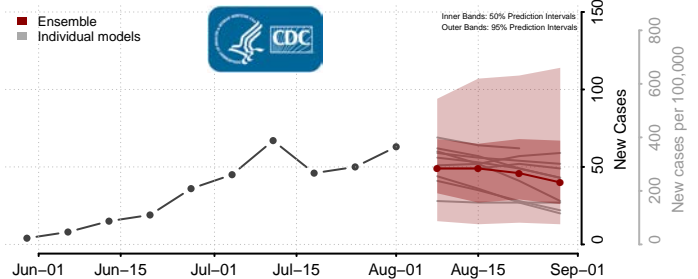 Ensemble
Individual models
CDC
Inner Bands: 50% Prediction Intervals
Outer Bands: 95% Prediction Intervals
150
100
50
0
New Cases
800
600
400
200
0
New cases per 100,000
Jun−01
Jun−15
Jul−01
Jul−15
Aug−01
Aug−15
Sep−01